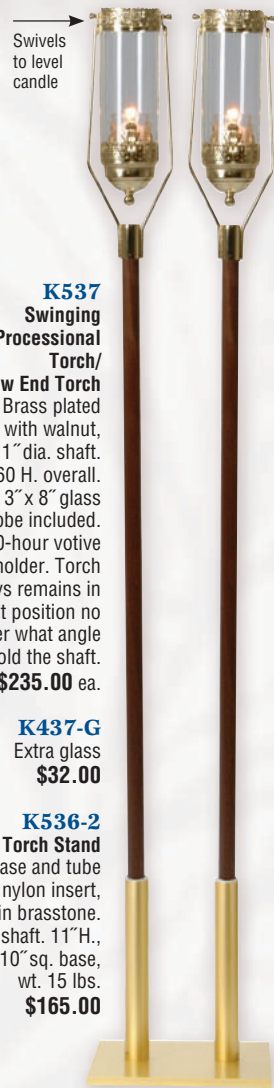 Swivels
to level
candle
K537
Swinging
Processional
Torch/
End Torch
Brass plated
with walnut,
1˝dia. shaft.
H. overall.
3˝x 8˝glass
included.
votive
holder. Torch
remains in
position no
what angle
the shaft.
$235.00 ea.
K437-G
Extra glass
$32.00
K536-2
Torch Stand
and tube
nylon insert,
in brasstone.
shaft. 11˝H.,
10˝sq. base,
wt. 15 lbs.
$165.00